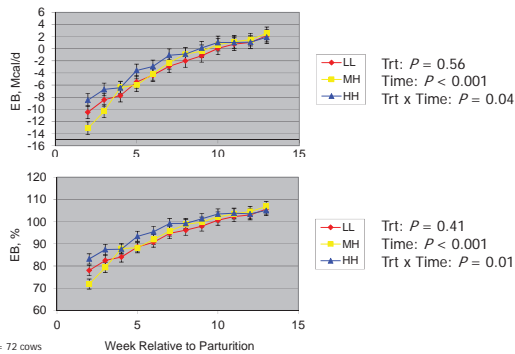 6
4
2
0
-2
-4
-6
-8
-10
-12
-14
-16
EB, Mcal/d
0
5
10
15
LL
MH
HH
Trt: P = 0.56
Time: P < 0.001
Trt x Time: P = 0.04
120
110
100
90
80
70
60
EB, %
0
5
10
15
LL
MH
HH
Trt: P = 0.41
Time: P < 0.001
Trt x Time: P = 0.01
= 72 cows
Week Relative to Parturition